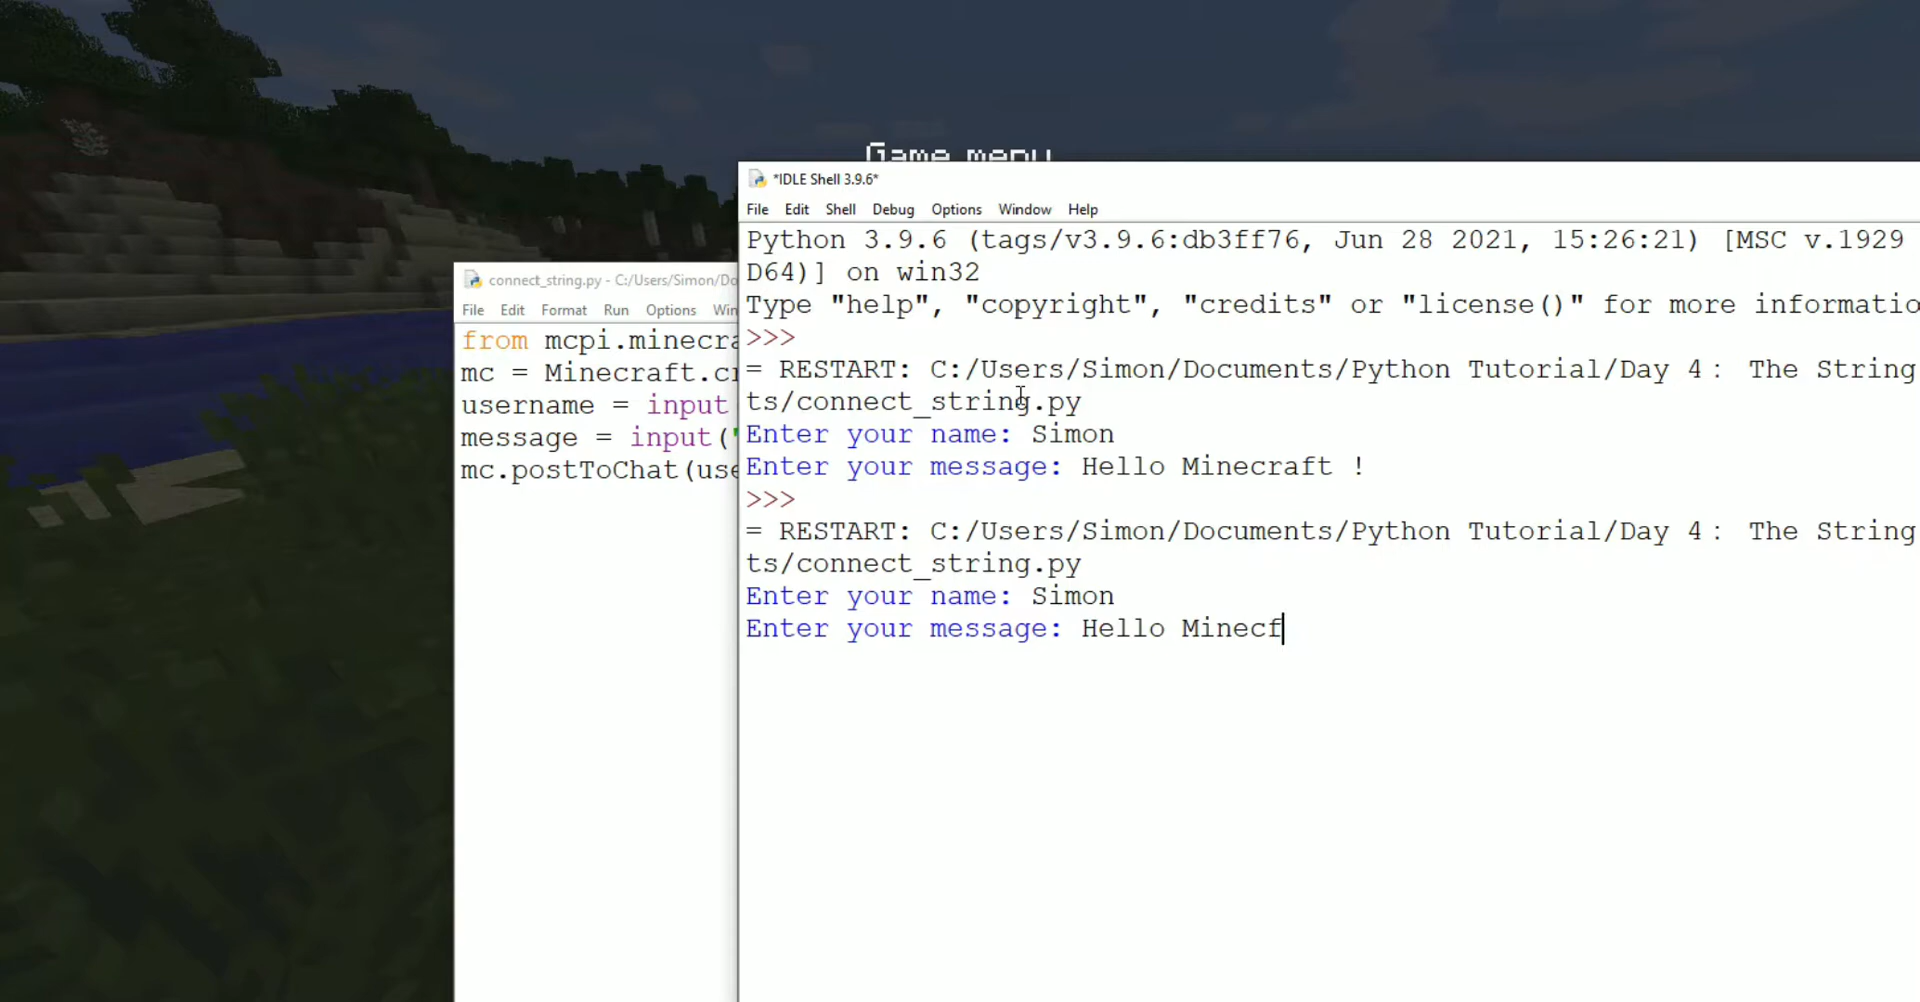 Game menu
*IDLE Shell 3.9.6*
File Edit Shell Debug Options Window Help
Python 3.9.6 (tags/v3.9.6:db3ff76, Jun 28 2021, 15:26:21) [MSC v.1929
D64)] on win32
Type "help", "copyright", "credits" or "license()" for more informatio
>>>
= RESTART: C:/Users/Simon/Documents/Python Tutorial/Day 4： The String
ts/connect_string.py
Enter your name: Simon
Enter your message: Hello Minecraft !
>>>
= RESTART: C:/Users/Simon/Documents/Python Tutorial/Day 4： The String
ts/connect_string.py
Enter your name: Simon
Enter your message: Hello Minecf
connect_string.py - C:/Users/Simon/Do
File Edit Format Run Options Win
from mcpi.minecra
mc = Minecraft.cr
username = input
message = input("
mc.postToChat(use